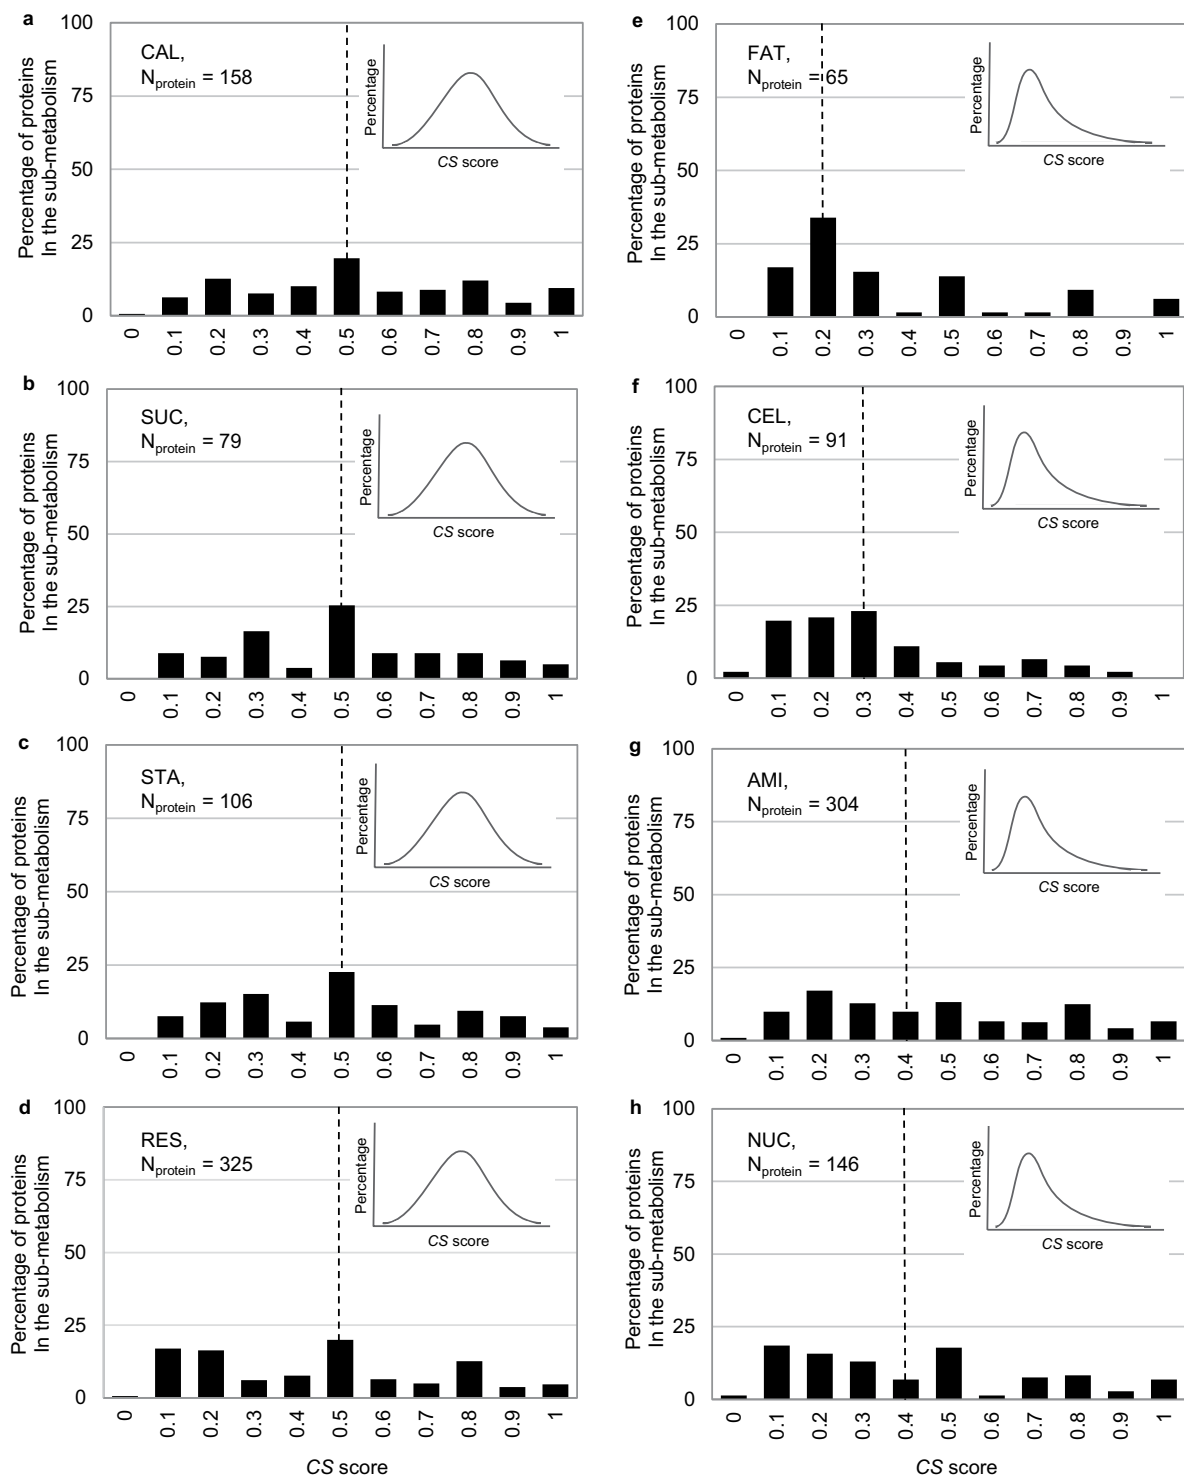 a
100
75
50
25
0
Percentage of proteins
In the sub-metabolism
CAL,
Nprotein = 158
Percentage
CS score
0 0.1 0.2 0.3 0.4 0.5 0.6 0.7 0.8 0.9 1
b
100
75
50
25
0
Percentage of proteins
In the sub-metabolism
SUC,
Nprotein = 79
Percentage
CS score
0 0.1 0.2 0.3 0.4 0.5 0.6 0.7 0.8 0.9 1
c
100
75
50
25
0
Percentage of proteins
In the sub-metabolism
STA,
Nprotein = 106
Percentage
CS score
0 0.1 0.2 0.3 0.4 0.5 0.6 0.7 0.8 0.9 1
d
100
75
50
25
0
Percentage of proteins
In the sub-metabolism
RES,
Nprotein = 325
Percentage
CS score
0 0.1 0.2 0.3 0.4 0.5 0.6 0.7 0.8 0.9 1
CS score
e
100
75
50
25
0
Percentage of proteins
In the sub-metabolism
FAT,
Nprotein = 65
Percentage
CS score
0 0.1 0.2 0.3 0.4 0.5 0.6 0.7 0.8 0.9 1
f
100
75
50
25
0
Percentage of proteins
In the sub-metabolism
CEL,
Nprotein = 91
Percentage
CS score
0 0.1 0.2 0.3 0.4 0.5 0.6 0.7 0.8 0.9 1
g
100
75
50
25
0
Percentage of proteins
In the sub-metabolism
AMI,
Nprotein = 304
Percentage
CS score
0 0.1 0.2 0.3 0.4 0.5 0.6 0.7 0.8 0.9 1
h
100
75
50
25
0
Percentage of proteins
In the sub-metabolism
NUC,
Nprotein = 146
Percentage
CS score
0 0.1 0.2 0.3 0.4 0.5 0.6 0.7 0.8 0.9 1
CS score